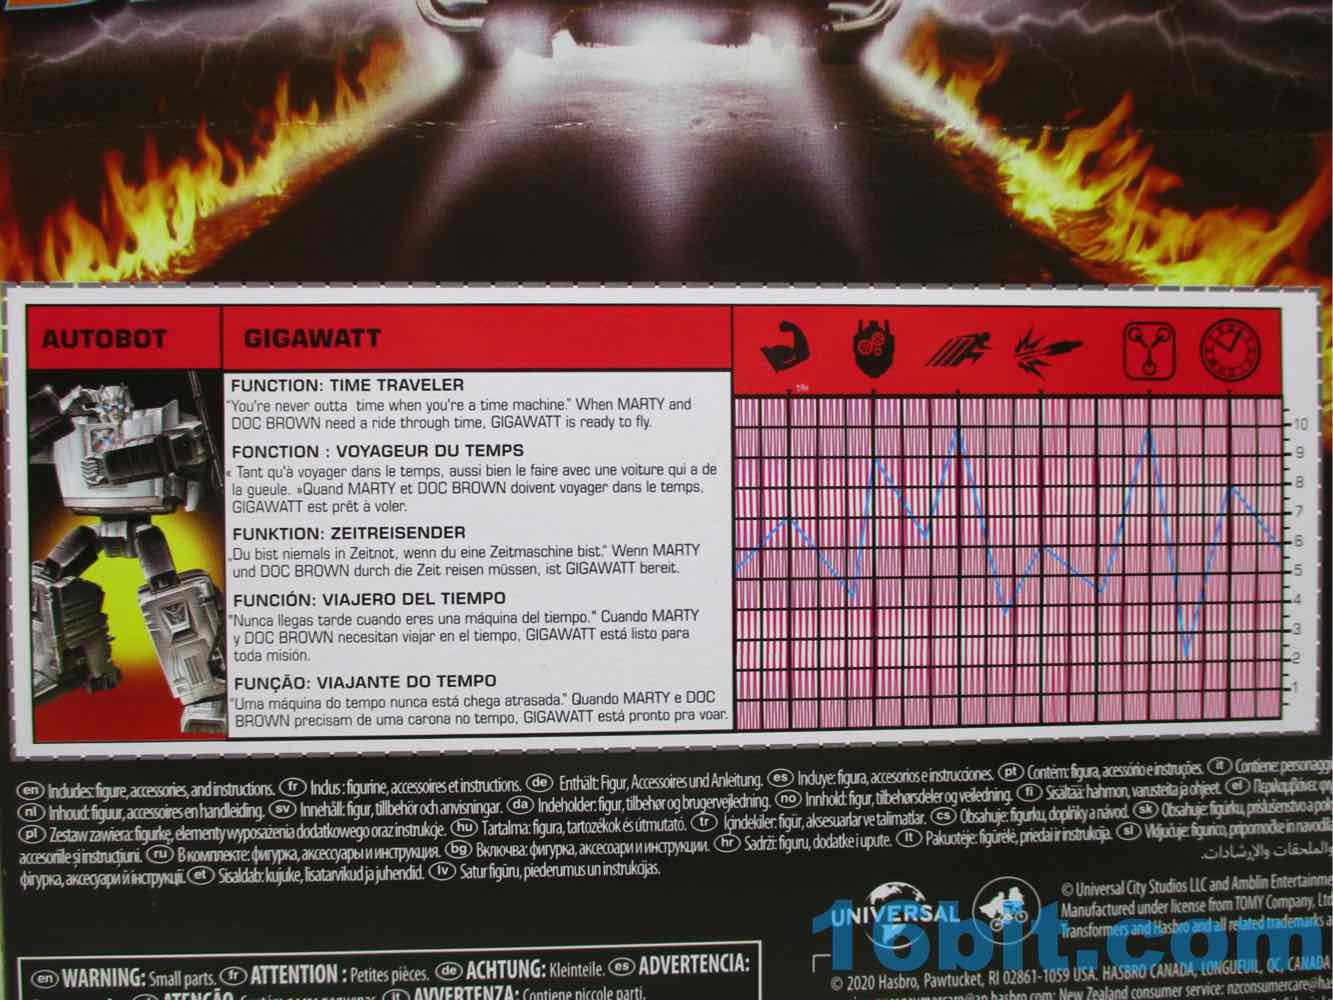 AUTOBOT
GIGAWATT
FUNCTION: TIME TRAVELER
"You're never outta time when you're a time machine." When MARTY and
DOC BROWN need a ride through time, GIGAWATT is ready to fly.
FONCTION : VOYAGEUR DU TEMPS
« Tant qu'à voyager dans le temps, aussi bien le faire avec une voiture qui a de
la gueule. »Quand MARTY et DOC BROWN doivent voyager dans le temps,
GIGAWATT est prêt à voler.
FUNKTION: ZEITREISENDER
„Du bist niemals in Zeitnot, wenn du eine Zeitmaschine bist." Wenn MARTY
und DOC BROWN durch die Zeit reisen müssen, ist GIGAWATT bereit.
FUNCIÓN: VIAJERO DEL TIEMPO
"Nunca llegas tarde cuando eres una máquina del tiempo." Cuando MARTY
y DOC BROWN necesitan viajar en el tiempo, GIGAWATT está listo para
toda misión.
FUNÇÃO: VIAJANTE DO TEMPO
"Uma máquina do tempo nunca está chega atrasada." Quando MARTY e DOC
BROWN precisam de uma carona no tempo, GIGAWATT está pronto pra voar.
10
9
8
7
6
5
4
3
2
1
en Includes: figure, accessories, and instructions. fr Inclus : figurine, accessoires et instructions. de Enthält: Figur, Accessoires und Anleitung. es Incluye: figura, accesorios e instrucciones. pt Contém: figura, acessório e instruções. it Contiene:
nl Inhoud: figuur, accessoires en handleiding. sv Innehåll: figur, tillbehör och anvisningar. da Indeholder: figur, tilbehør og brugervejledning. no Innhold: figur, tilbehørsdeler og veiledning. fi Sisältää: hahmon, varusteita ja ohjeet. el Περιλαμβάνει:
pl Zestaw zawiera: figurkę, elementy wyposażenia dodatkowego oraz instrukcje. hu Tartalma: figura, tartozékok és útmutató. tr İçindekiler: figür, aksesuarlar ve talimatlar. cs Obsahuje: figurku, doplňky a návod. sk Obsahuje: figúrku, príslušenstvo a
accesoriile și instrucțiuni. ru В комплекте: фигурка, аксессуары и инструкция. bg Включва: фигурка, аксесоари и инструкции. hr Sadrži: figuru, dodatke i upute. lt Pakuotėje: figūrėlė, priedai ir instrukcija. sl Vključuje: figurico, pripomočke in navodila
والملحقات والإرشادات.
фігурка, аксесуари й інструкції. et Sisaldab: kujuke, lisatarvikud ja juhendid. lv Satur figūru, piederumus un instrukcijas.
UNIVERSAL
© Universal City Studios LLC and Amblin
Manufactured under license from TOMY Company, Ltd
Transformers and Hasbro and all related trademarks
16bit.com
© 2020 Hasbro, Pawtucket, RI 02861-1059 USA. HASBRO CANADA, LONGUEUIL, QC, CANADA
New Zealand consumer service:
en WARNING: Small parts. fr ATTENTION : Petites pièces. de ACHTUNG: Kleinteile. es ADVERTENCIA:
it AVVERTENZA: Contiene piccole parti.